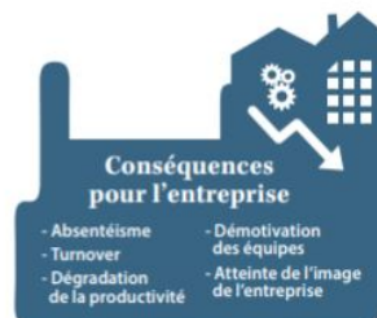 Conséquences
pour l'entreprise
- Absentéisme
- Turnover
- Dégradation
de la productivité
- Démotivation
des équipes
- Atteinte de l'image
de l'entreprise